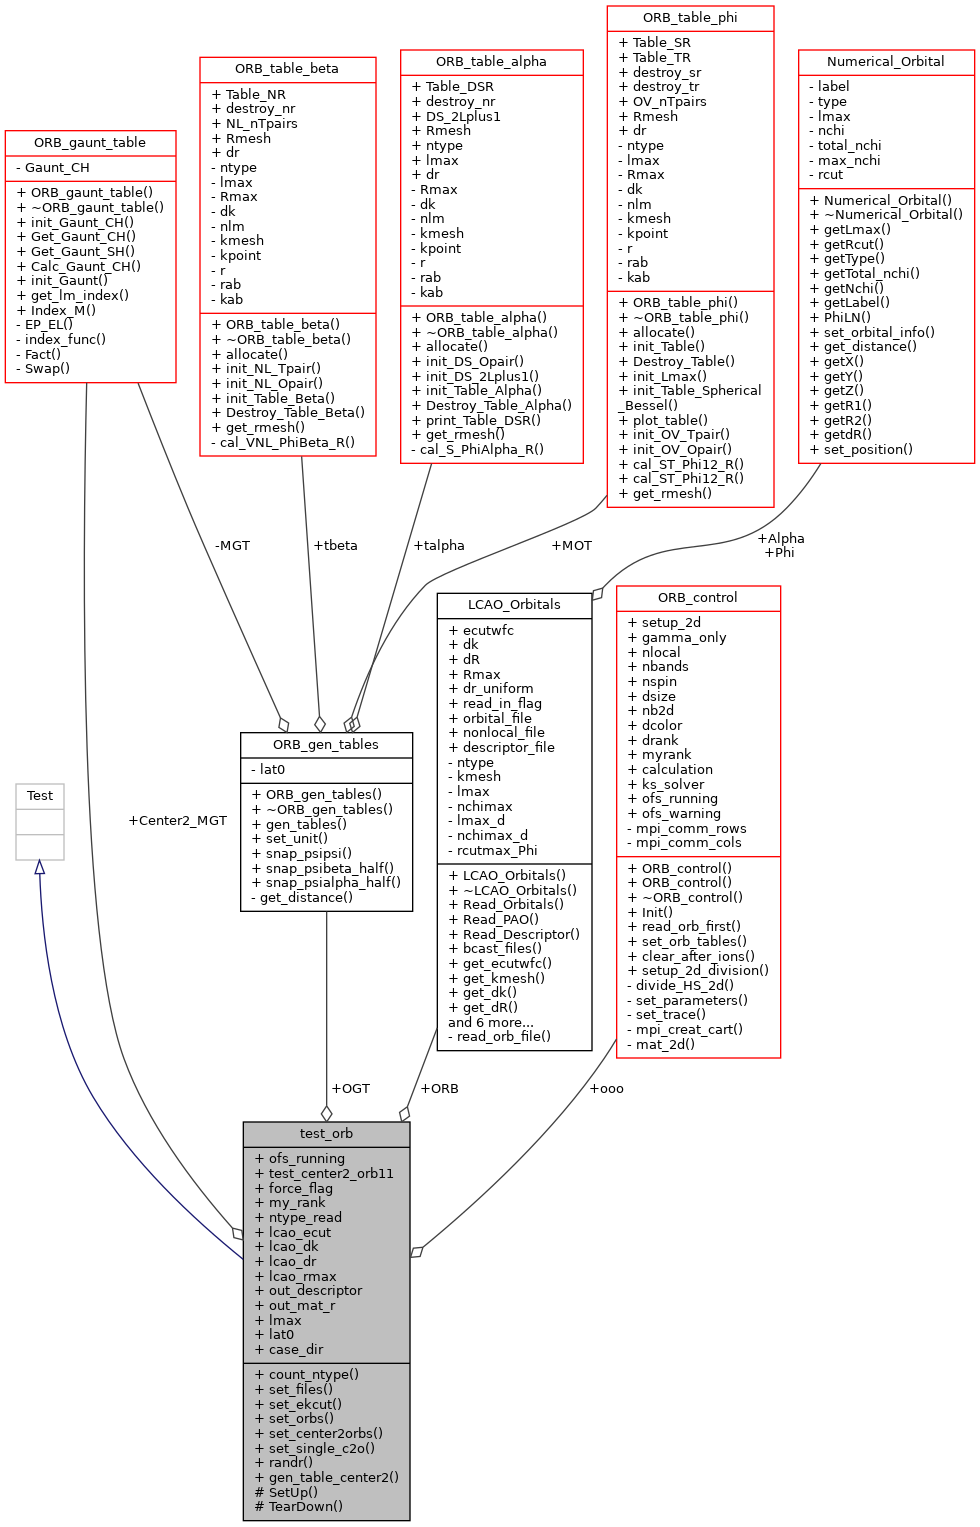 ORB_table_phi
+ Table_SR
+ Table_TR
+ destroy_sr
+ destroy_tr
+ OV_nTpairs
+ Rmesh
+ dr
- ntype
- lmax
- Rmax
- dk
- nlm
- kmesh
- kpoint
- r
- rab
- kab
+ ORB_table_phi()
+ ~ORB_table_phi()
+ allocate()
+ init_Table()
+ Destroy_Table()
+ init_Lmax()
+ init_Table_Spherical
_Bessel()
+ plot_table()
+ init_OV_Tpair()
+ init_OV_Opair()
+ cal_ST_Phi12_R()
+ cal_ST_Phi12_R()
+ get_rmesh()
ORB_table_beta
+ Table_NR
+ destroy_nr
+ NL_nTpairs
+ Rmesh
+ dr
- ntype
- lmax
- Rmax
- dk
- nlm
- kmesh
- kpoint
- r
- rab
- kab
+ ORB_table_beta()
+ ~ORB_table_beta()
+ allocate()
+ init_NL_Tpair()
+ init_NL_Opair()
+ init_Table_Beta()
+ Destroy_Table_Beta()
+ get_rmesh()
- cal_VNL_PhiBeta_R()
ORB_table_alpha
+ Table_DSR
+ destroy_nr
+ DS_2Lplus1
+ Rmesh
+ ntype
+ lmax
+ dr
- Rmax
- dk
- nlm
- kmesh
- kpoint
- r
- rab
- kab
+ ORB_table_alpha()
+ ~ORB_table_alpha()
+ allocate()
+ init_DS_Opair()
+ init_DS_2Lplus1()
+ init_Table_Alpha()
+ Destroy_Table_Alpha()
+ print_Table_DSR()
+ get_rmesh()
- cal_S_PhiAlpha_R()
Numerical_Orbital
- label
- type
- lmax
- nchi
- total_nchi
- max_nchi
- rcut
+ Numerical_Orbital()
+ ~Numerical_Orbital()
+ getLmax()
+ getRcut()
+ getType()
+ getTotal_nchi()
+ getNchi()
+ getLabel()
+ PhiLN()
+ set_orbital_info()
+ get_distance()
+ getX()
+ getY()
+ getZ()
+ getR1()
+ getR2()
+ getdR()
+ set_position()
ORB_gaunt_table
- Gaunt_CH
+ ORB_gaunt_table()
+ ~ORB_gaunt_table()
+ init_Gaunt_CH()
+ Get_Gaunt_CH()
+ Get_Gaunt_SH()
+ Calc_Gaunt_CH()
+ init_Gaunt()
+ get_lm_index()
+ Index_M()
- EP_EL()
- index_func()
- Fact()
- Swap()
-MGT
+tbeta
+talpha
+MOT
+Alpha
+Phi
LCAO_Orbitals
+ ecutwfc
+ dk
+ dR
+ Rmax
+ dr_uniform
+ read_in_flag
+ orbital_file
+ nonlocal_file
+ descriptor_file
- ntype
- kmesh
- lmax
- nchimax
- lmax_d
- nchimax_d
- rcutmax_Phi
+ LCAO_Orbitals()
+ ~LCAO_Orbitals()
+ Read_Orbitals()
+ Read_PAO()
+ Read_Descriptor()
+ bcast_files()
+ get_ecutwfc()
+ get_kmesh()
+ get_dk()
+ get_dR()
and 6 more...
- read_orb_file()
ORB_control
+ setup_2d
+ gamma_only
+ nlocal
+ nbands
+ nspin
+ dsize
+ nb2d
+ dcolor
+ drank
+ myrank
+ calculation
+ ks_solver
+ ofs_running
+ ofs_warning
- mpi_comm_rows
- mpi_comm_cols
+ ORB_control()
+ ORB_control()
+ ~ORB_control()
+ Init()
+ read_orb_first()
+ set_orb_tables()
+ clear_after_ions()
+ setup_2d_division()
- divide_HS_2d()
- set_parameters()
- set_trace()
- mpi_creat_cart()
- mat_2d()
ORB_gen_tables
- lat0
+ ORB_gen_tables()
+ ~ORB_gen_tables()
+ gen_tables()
+ set_unit()
+ snap_psipsi()
+ snap_psibeta_half()
+ snap_psialpha_half()
- get_distance()
Test
+Center2_MGT
+OGT
+ORB
+ooo
test_orb
+ ofs_running
+ test_center2_orb11
+ force_flag
+ my_rank
+ ntype_read
+ lcao_ecut
+ lcao_dk
+ lcao_dr
+ lcao_rmax
+ out_descriptor
+ out_mat_r
+ lmax
+ lat0
+ case_dir
+ count_ntype()
+ set_files()
+ set_ekcut()
+ set_orbs()
+ set_center2orbs()
+ set_single_c2o()
+ randr()
+ gen_table_center2()
# SetUp()
# TearDown()